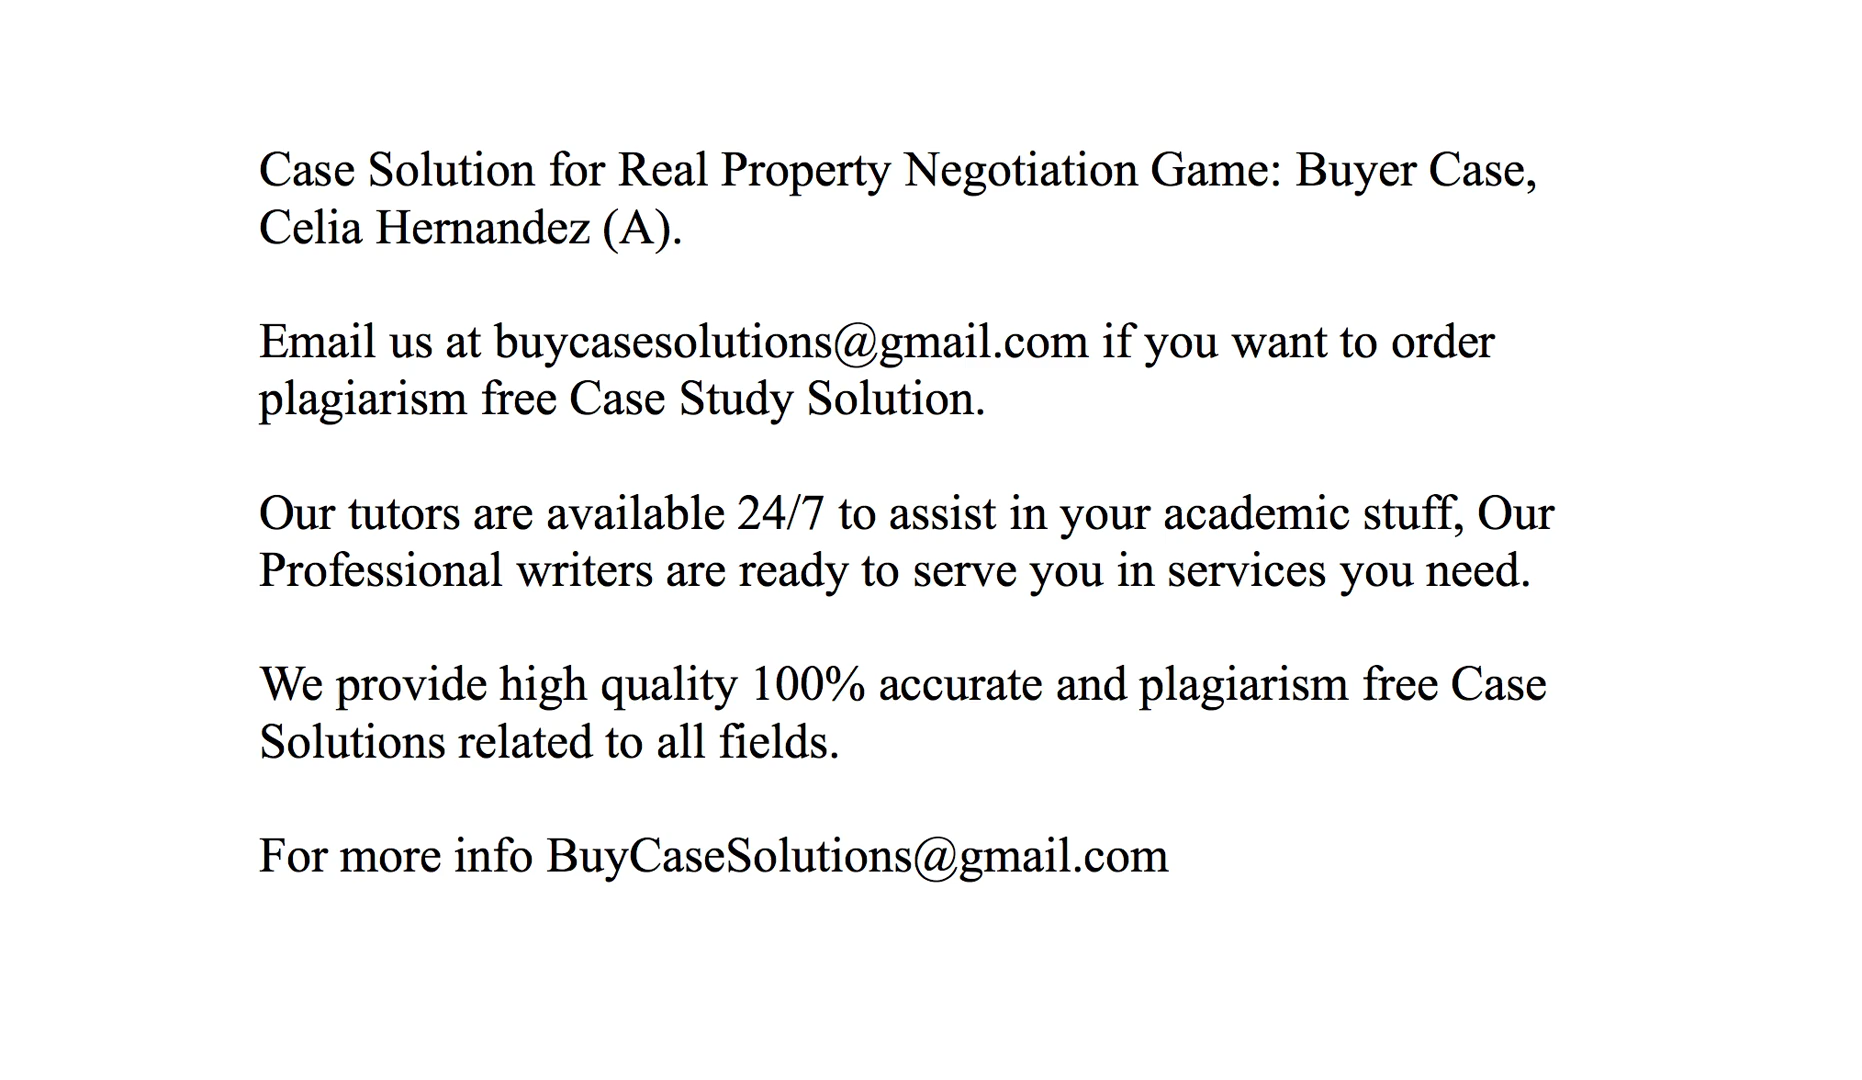 Case Solution for Real Property Negotiation Game: Buyer Case,
Celia Hernandez (A).
Email us at buycasesolutions@gmail.com if you want to order
plagiarism free Case Study Solution.
Our tutors are available 24/7 to assist in your academic stuff, Our
Professional writers are ready to serve you in services you need.
We provide high quality 100% accurate and plagiarism free Case
Solutions related to all fields.
For more info BuyCaseSolutions@gmail.com